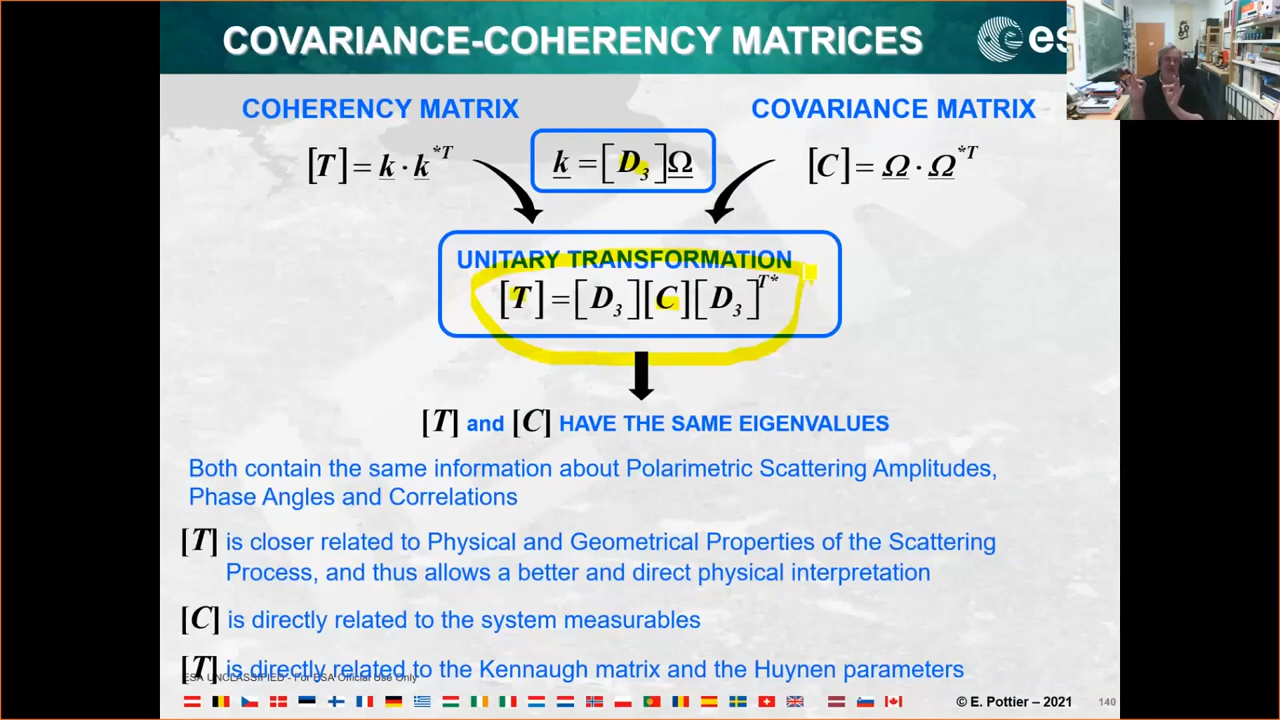 COVARIANCE-COHERENCY MATRICES
es
COHERENCY MATRIX
COVARIANCE MATRIX
[T] = k · k*T
k = [D3]Ω
[C] = Ω · Ω*T
UNITARY TRANSFORMATION
[T] = [D3][C][D3]T*
[T] and [C] HAVE THE SAME EIGENVALUES
Both contain the same information about Polarimetric Scattering Amplitudes,
Phase Angles and Correlations
[T] is closer related to Physical and Geometrical Properties of the Scattering
Process, and thus allows a better and direct physical interpretation
[C] is directly related to the system measurables
[T] is directly related to the Kennaugh matrix and the Huynen parameters
ESA UNCLASSIFIED - For ESA Official Use Only
© E. Pottier – 2021
140